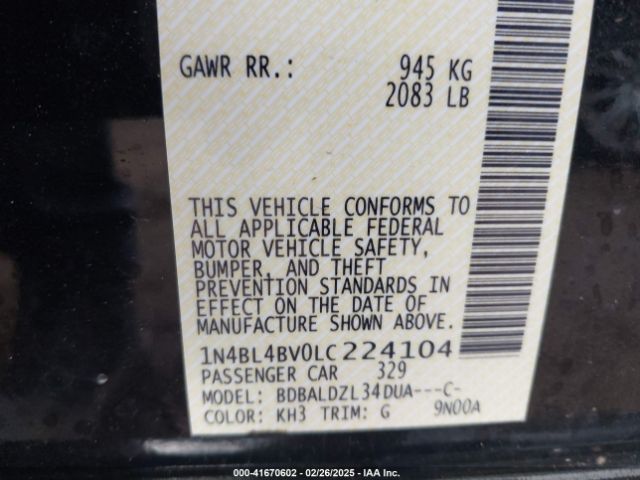 GAWR RR.: 945 KG
2083 LB
THIS VEHICLE CONFORMS TO
ALL APPLICABLE FEDERAL
MOTOR VEHICLE SAFETY,
BUMPER, AND THEFT
PREVENTION STANDARDS IN
EFFECT ON THE DATE OF
MANUFACTURE SHOWN ABOVE.
1N4BL4BV0LC224104
PASSENGER CAR 329
MODEL: BDBALDZL34DUA---C-
COLOR: KH3 TRIM: G 9N00A
000-41670602 - 02/26/2025 - IAA Inc.